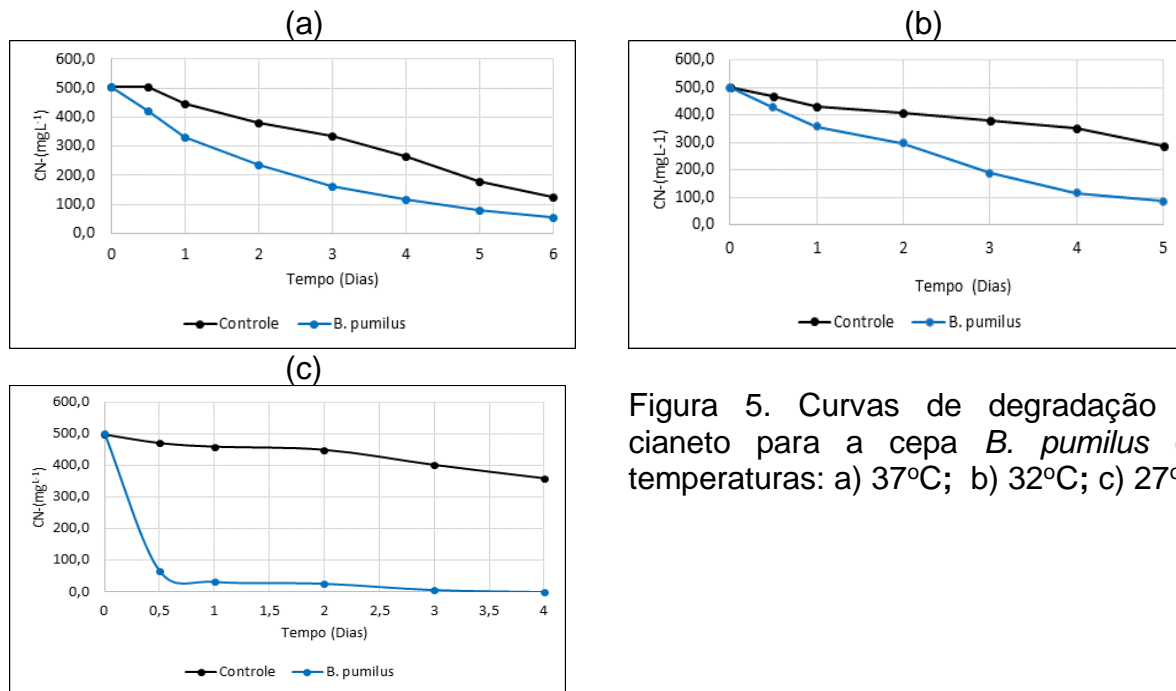 (a)
600,0
500,0
400,0
300,0
200,0
100,0
0,0
CN-(mgL-1)
0 1 2 3 4 5 6
Tempo (Dias)
Controle B. pumilus
(b)
600,0
500,0
400,0
300,0
200,0
100,0
0,0
CN-(mgL-1)
0 1 2 3 4 5
Tempo (Dias)
Controle B. pumilus
(c)
600,0
500,0
400,0
300,0
200,0
100,0
0,0
CN-(mgL-1)
0 0,5 1 1,5 2 2,5 3 3,5 4
Tempo (Dias)
Controle B. pumilus
Figura 5. Curvas de degradação
cianeto para a cepa B. pumilus
temperaturas: a) 37ºC; b) 32ºC; c) 27º